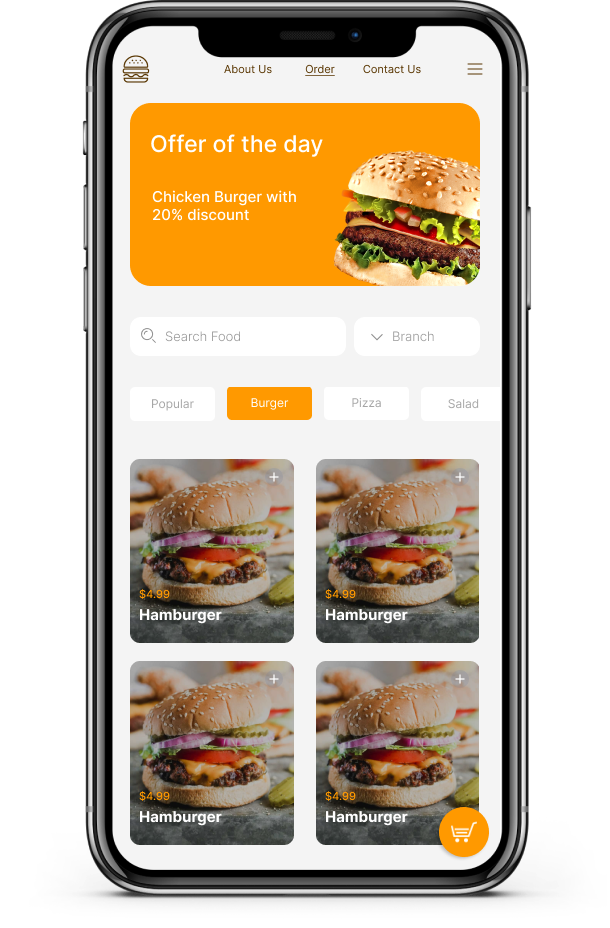 About Us Order Contact Us
Offer of the day
Chicken Burger with
20% discount
Search Food Branch
Popular Burger Pizza Salad
$4.99 $4.99
Hamburger Hamburger
$4.99 $4.99
Hamburger Hamburger